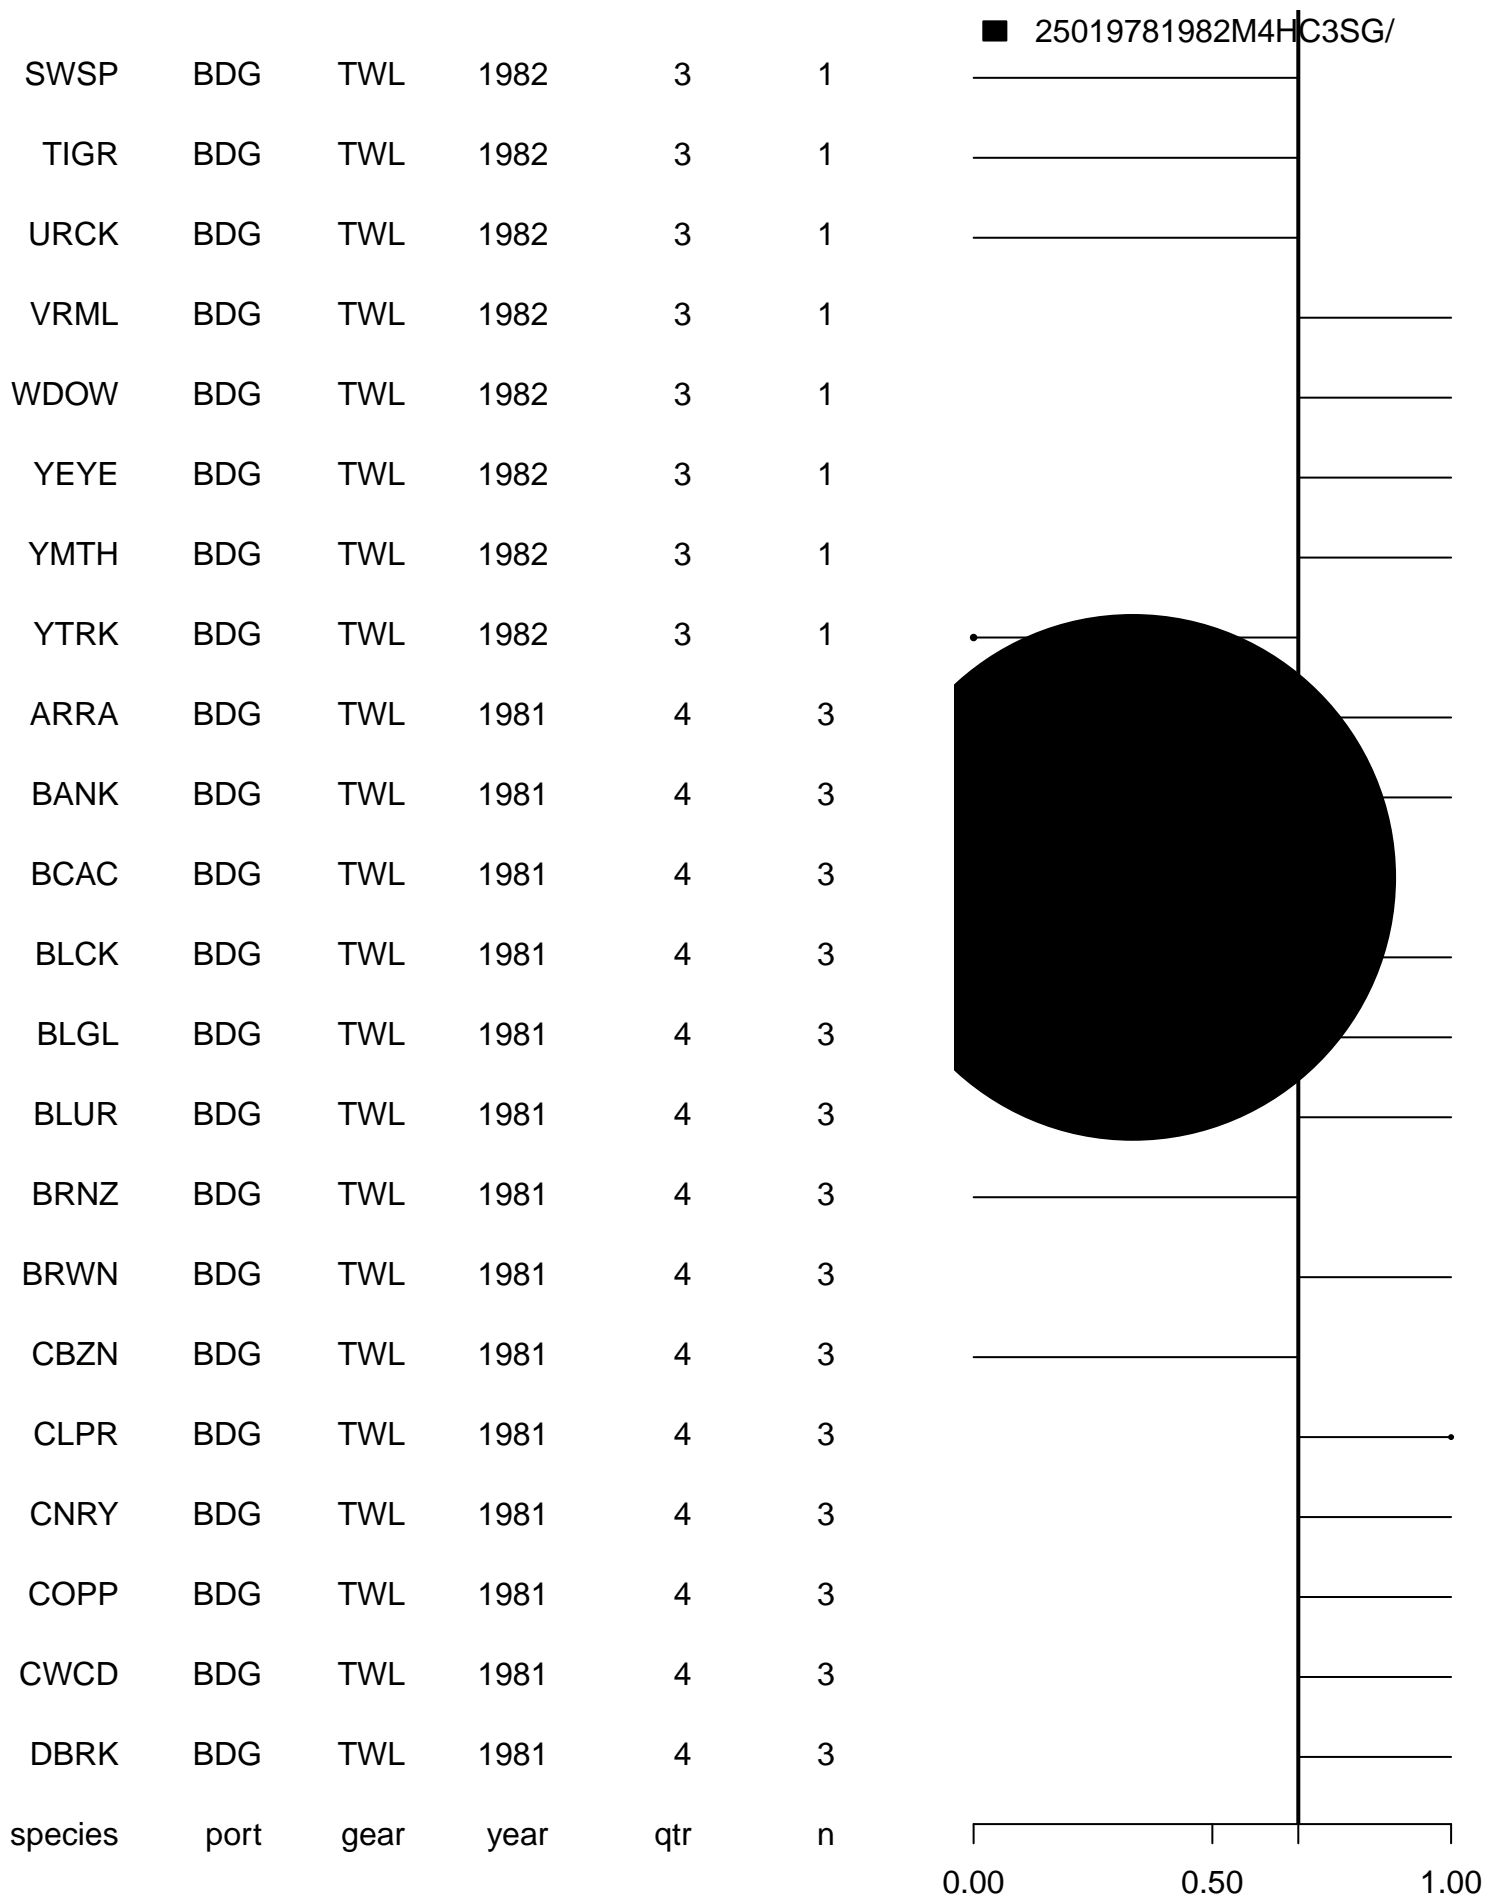 25019781982M4HC3SG/
SWSP BDG TWL 1982 3 1
TIGR BDG TWL 1982 3 1
URCK BDG TWL 1982 3 1
VRML BDG TWL 1982 3 1
WDOW BDG TWL 1982 3 1
YEYE BDG TWL 1982 3 1
YMTH BDG TWL 1982 3 1
YTRK BDG TWL 1982 3 1
ARRA BDG TWL 1981 4 3
BANK BDG TWL 1981 4 3
BCAC BDG TWL 1981 4 3
BLCK BDG TWL 1981 4 3
BLGL BDG TWL 1981 4 3
BLUR BDG TWL 1981 4 3
BRNZ BDG TWL 1981 4 3
BRWN BDG TWL 1981 4 3
CBZN BDG TWL 1981 4 3
CLPR BDG TWL 1981 4 3
CNRY BDG TWL 1981 4 3
COPP BDG TWL 1981 4 3
CWCD BDG TWL 1981 4 3
DBRK BDG TWL 1981 4 3
species port gear year qtr n
0.00 0.50 1.00